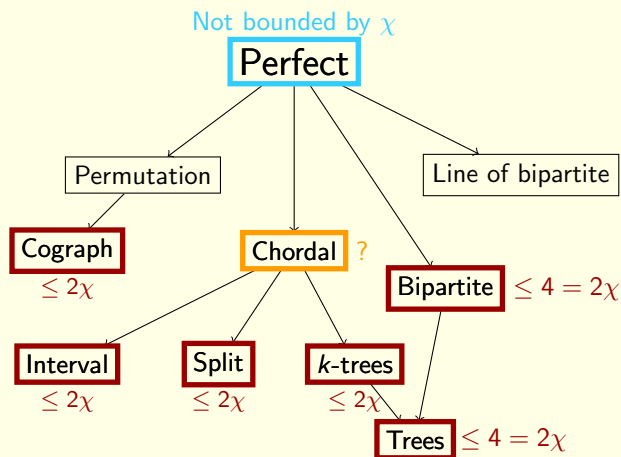 Not bounded by χ
Perfect
Permutation
Line of bipartite
Cograph
≤ 2χ
Chordal ?
Bipartite ≤ 4 = 2χ
Interval
≤ 2χ
Split
≤ 2χ
k-trees
≤ 2χ
Trees ≤ 4 = 2χ